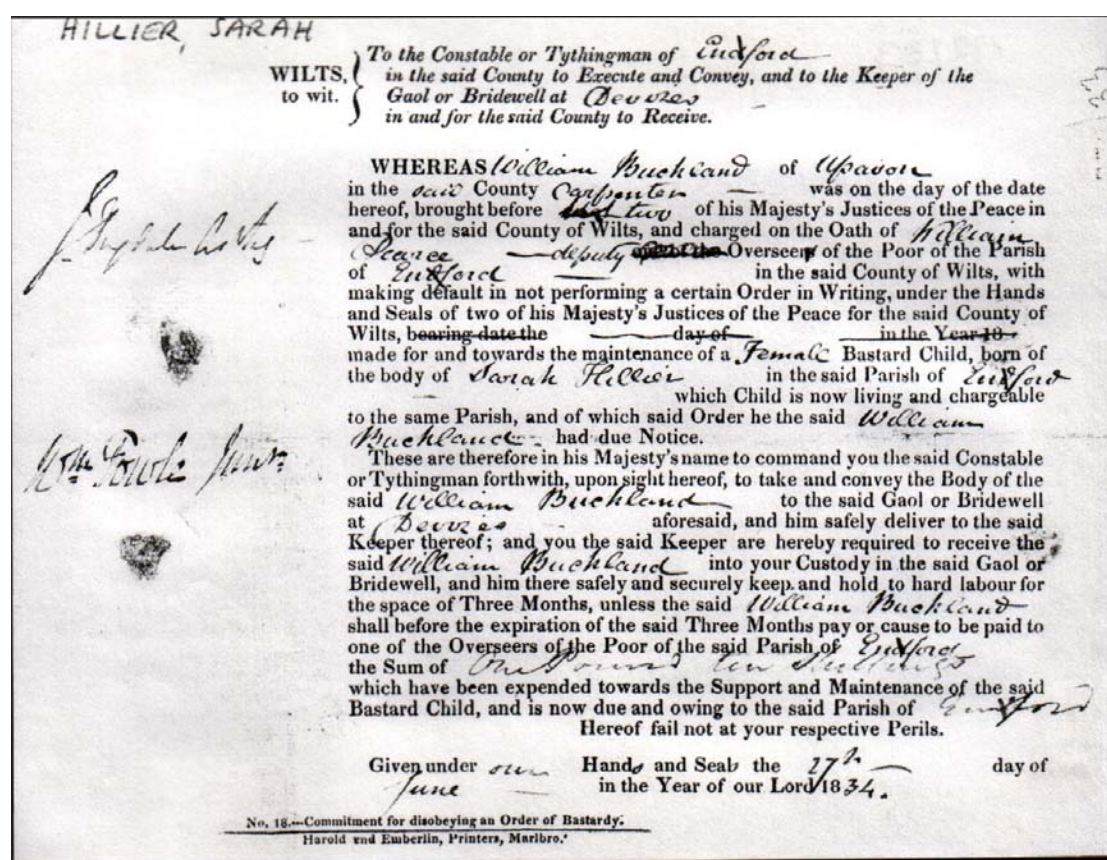 HILLIER, SARAH
To the Constable or Tythingman of Enxford
WILTS, in the said County to Execute and Convey, and to the Keeper of the
to wit. Gaol or Bridewell at Devizes
in and for the said County to Receive.
WHEREAS William Buckland of Upavon
in the said County Carpenter — was on the day of the date
hereof, brought before two of his Majesty's Justices of the Peace in
and for the said County of Wilts, and charged on the Oath of William
Pearce — deputy Overseer of the Poor of the Parish
of Enxford — in the said County of Wilts, with
making default in not performing a certain Order in Writing, under the Hands
and Seals of two of his Majesty's Justices of the Peace for the said County of
Wilts, bearing date the — day of — in the Year 18
made for and towards the maintenance of a Female Bastard Child, born of
the body of Sarah Hillier in the said Parish of Enxford
which Child is now living and chargeable
to the same Parish, and of which said Order he the said William
Buckland had due Notice.
These are therefore in his Majesty's name to command you the said Constable
or Tythingman forthwith, upon sight hereof, to take and convey the Body of the
said William Buckland to the said Gaol or Bridewell
at Devizes — aforesaid, and him safely deliver to the said
Keeper thereof; and you the said Keeper are hereby required to receive the
said William Buckland into your Custody in the said Gaol or
Bridewell, and him there safely and securely keep and hold to hard labour for
the space of Three Months, unless the said William Buckland
shall before the expiration of the said Three Months pay or cause to be paid to
one of the Overseers of the Poor of the said Parish of Enxford
the Sum of One Pound ten Shillings
which have been expended towards the Support and Maintenance of the said
Bastard Child, and is now due and owing to the said Parish of Enxford
Hereof fail not at your respective Perils.
Wm Fowle Junr
Given under our Hands and Seals the 27th — day of
June in the Year of our Lord 1834.
No. 18.—Commitment for disobeying an Order of Bastardy.
Harold and Emberlin, Printers, Marlbro.'